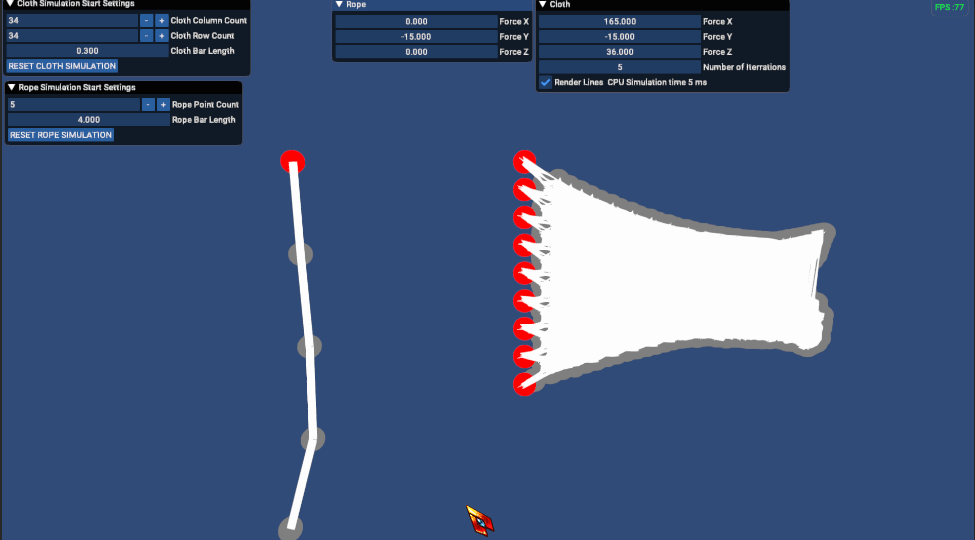 Cloth Simulation Start Settings
34 - + Cloth Column Count
34 - + Cloth Row Count
0.300 Cloth Bar Length
RESET CLOTH SIMULATION
Rope Simulation Start Settings
5 - + Rope Point Count
4.000 Rope Bar Length
RESET ROPE SIMULATION
Rope
0.000 Force X
-15.000 Force Y
0.000 Force Z
Cloth
165.000 Force X
-15.000 Force Y
36.000 Force Z
5 Number of Iterrations
Render Lines CPU Simulation time 5 ms
FPS :77